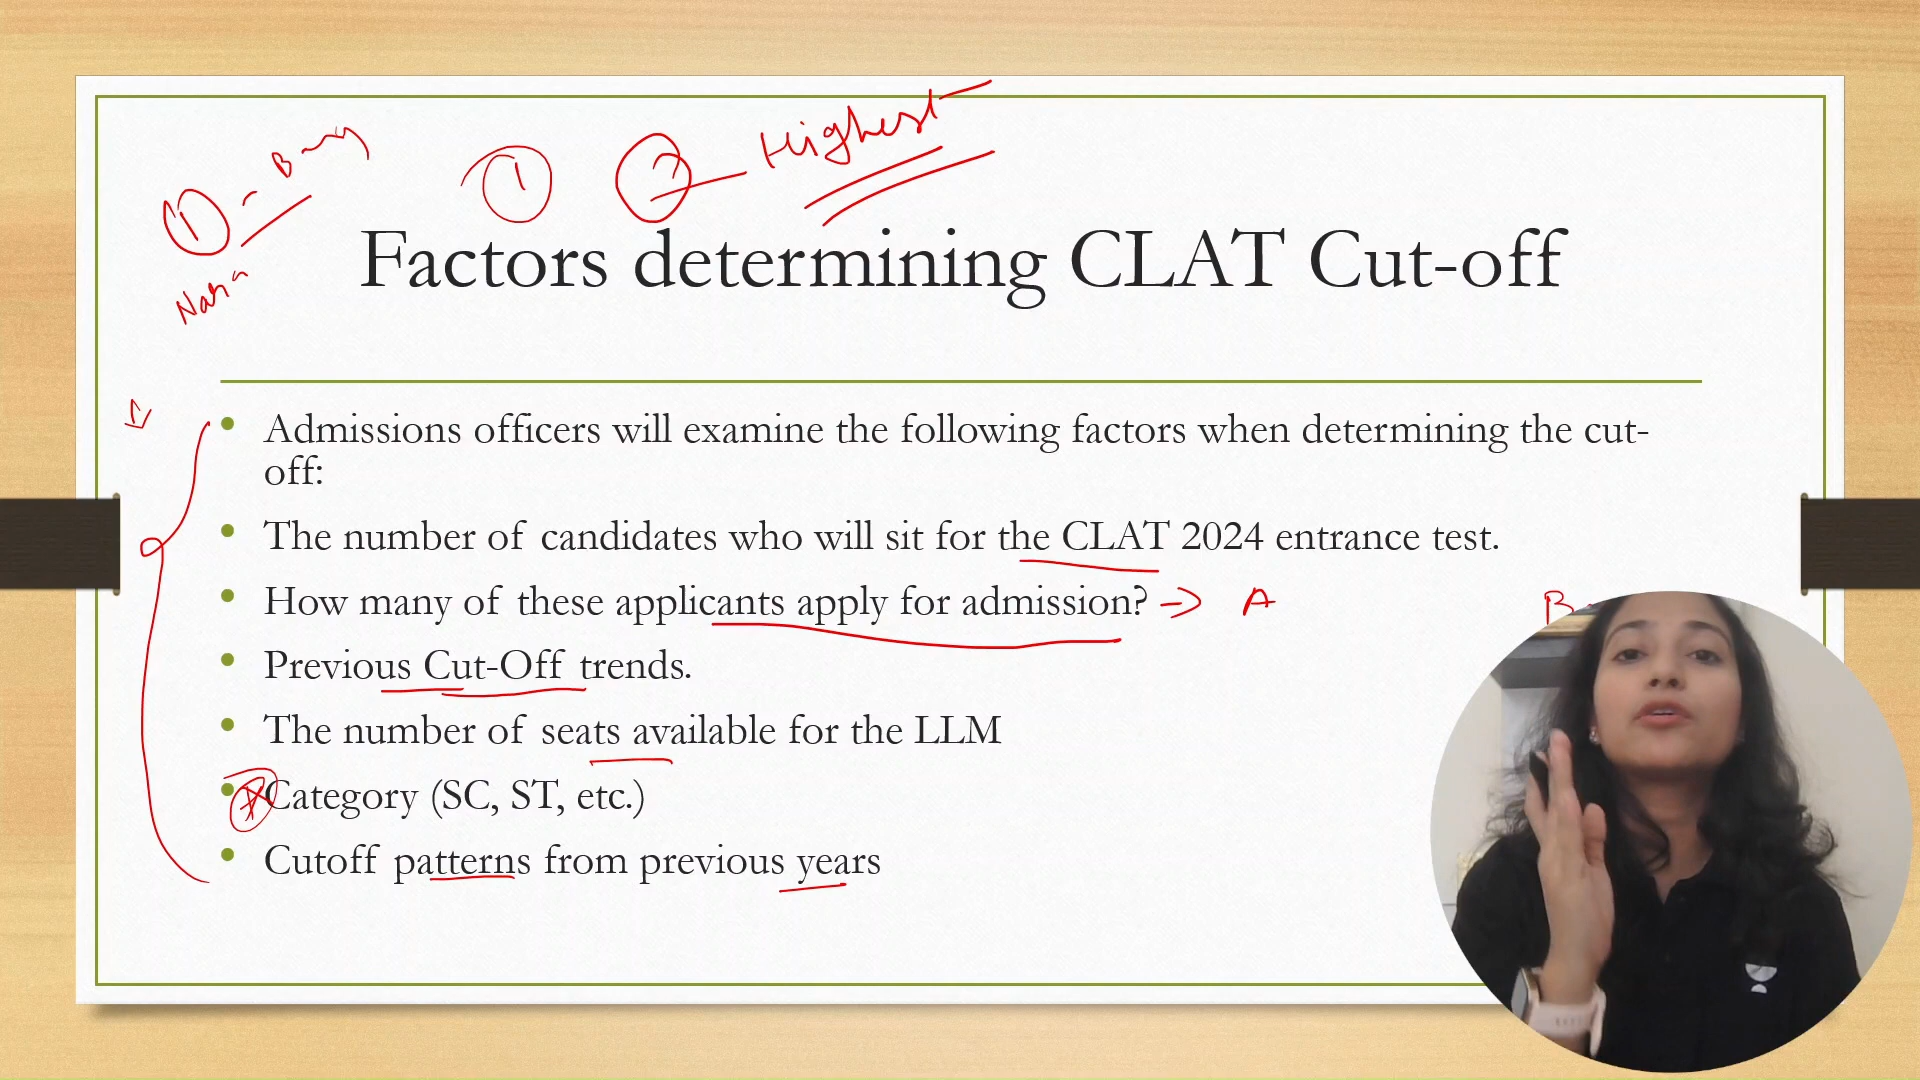 Highest
Factors determining CLAT Cut-off
Admissions officers will examine the following factors when determining the cut-
off:
The number of candidates who will sit for the CLAT 2024 entrance test.
How many of these applicants apply for admission? → A
B
Previous Cut-Off trends.
The number of seats available for the LLM
Category (SC, ST, etc.)
Cutoff patterns from previous years